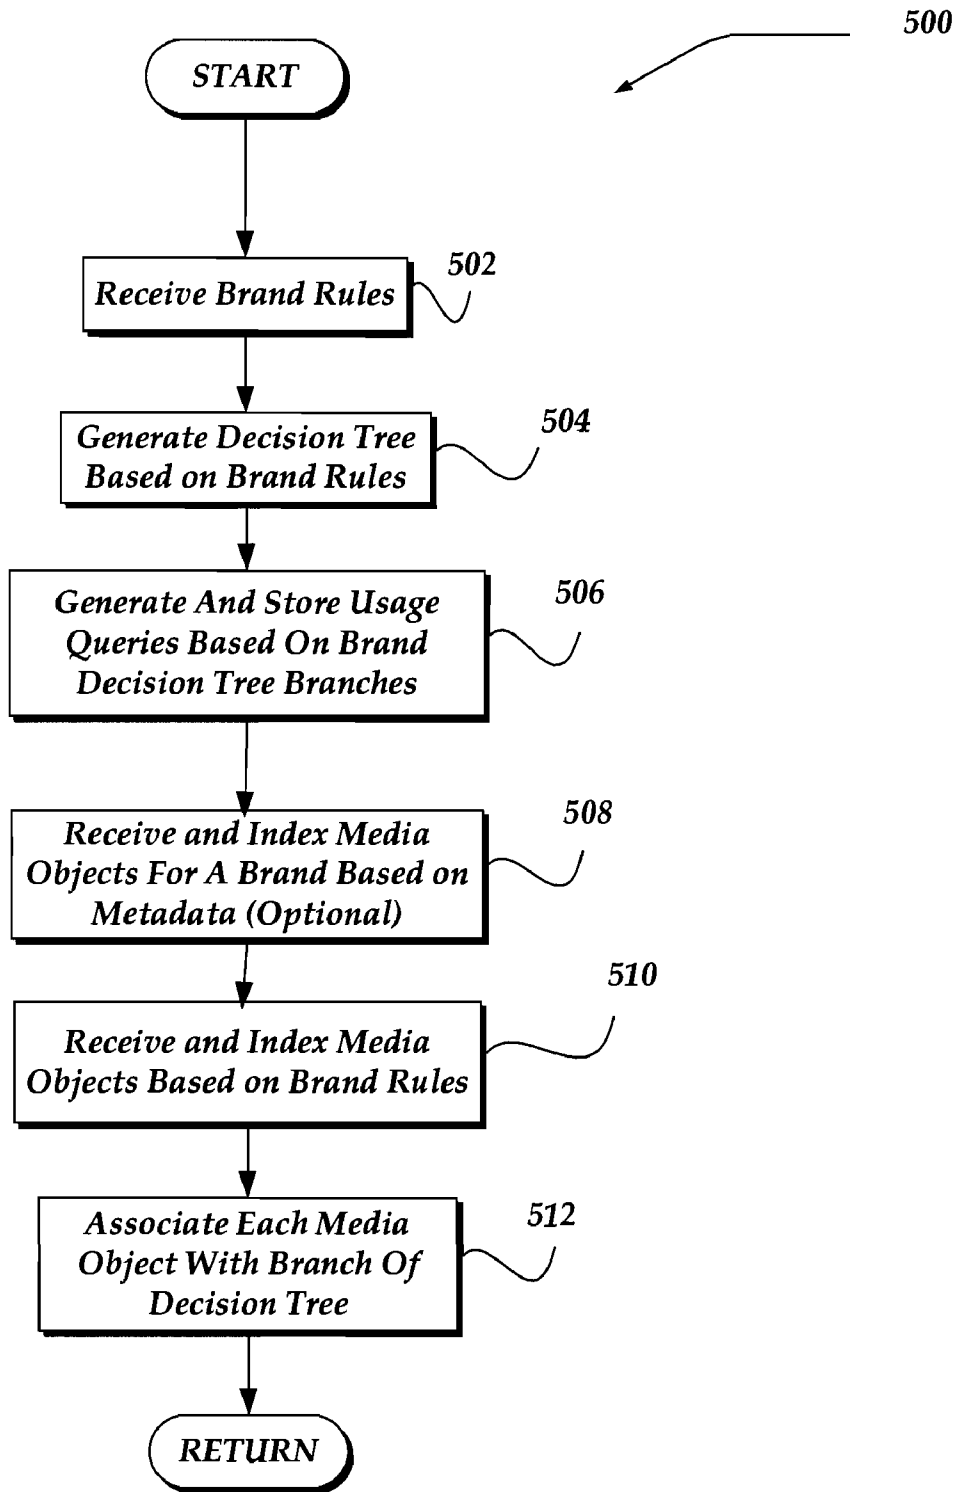 500
START
502
Receive Brand Rules
504
Generate Decision Tree
Based on Brand Rules
506
Generate And Store Usage
Queries Based On Brand
Decision Tree Branches
508
Receive and Index Media
Objects For A Brand Based on
Metadata (Optional)
510
Receive and Index Media
Objects Based on Brand Rules
512
Associate Each Media
Object With Branch Of
Decision Tree
RETURN